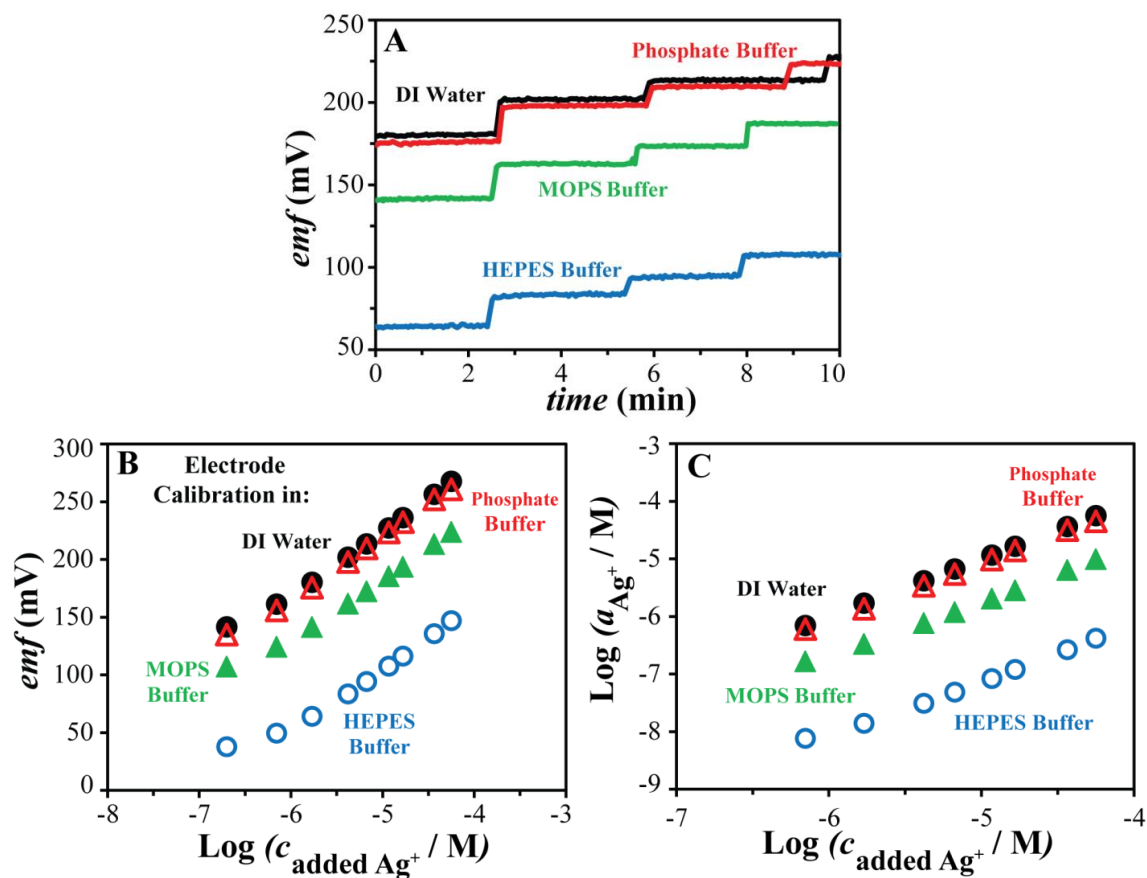 A
250
200
150
100
50
emf (mV)
Phosphate Buffer
DI Water
MOPS Buffer
HEPES Buffer
0
2
4
6
8
10
time (min)
B
300
250
200
150
100
50
0
emf (mV)
Electrode
Calibration in:
DI Water
Phosphate
Buffer
MOPS
Buffer
HEPES
Buffer
-7
-6
-5
-4
-3
Log (c added Ag+ / M)
C
-3
-4
-5
-6
-7
-8
-9
Log (aAg+ / M)
Phosphate
Buffer
DI Water
MOPS Buffer
HEPES Buffer
-7
-6
-5
-4
Log (c added Ag+ / M)